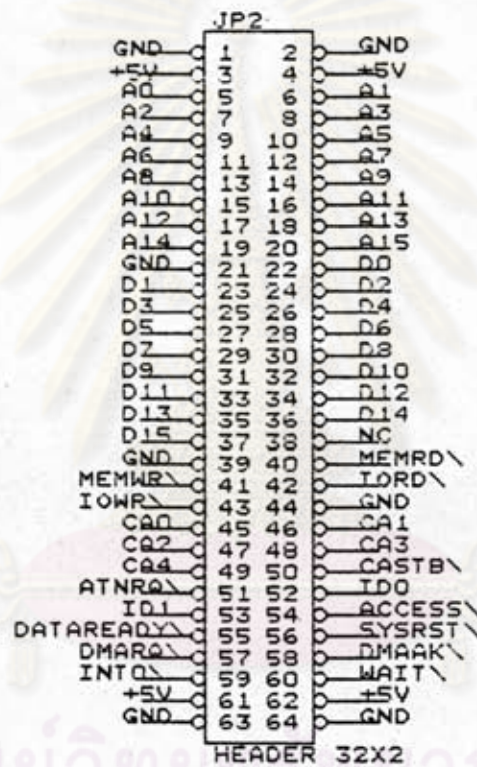 JP2
GND 1 2 GND
+5V 3 4 +5V
A0 5 6 A1
A2 7 8 A3
A4 9 10 A5
A6 11 12 A7
A8 13 14 A9
A10 15 16 A11
A12 17 18 A13
A14 19 20 A15
GND 21 22 D0
D1 23 24 D2
D3 25 26 D4
D5 27 28 D6
D7 29 30 D8
D9 31 32 D10
D11 33 34 D12
D13 35 36 D14
D15 37 38 NC
GND 39 40 MEMRD\
MEMWR\ 41 42 IORD\
IOWR\ 43 44 GND
CA0 45 46 CA1
CA2 47 48 CA3
CA4 49 50 CASTB\
ATNRQ\ 51 52 ID0
ID1 53 54 ACCESS\
DATAREADY\ 55 56 SYSRST\
DMARQ\ 57 58 DMAAK\
INTQ\ 59 60 WAIT\
+5V 61 62 +5V
GND 63 64 GND
HEADER 32X2